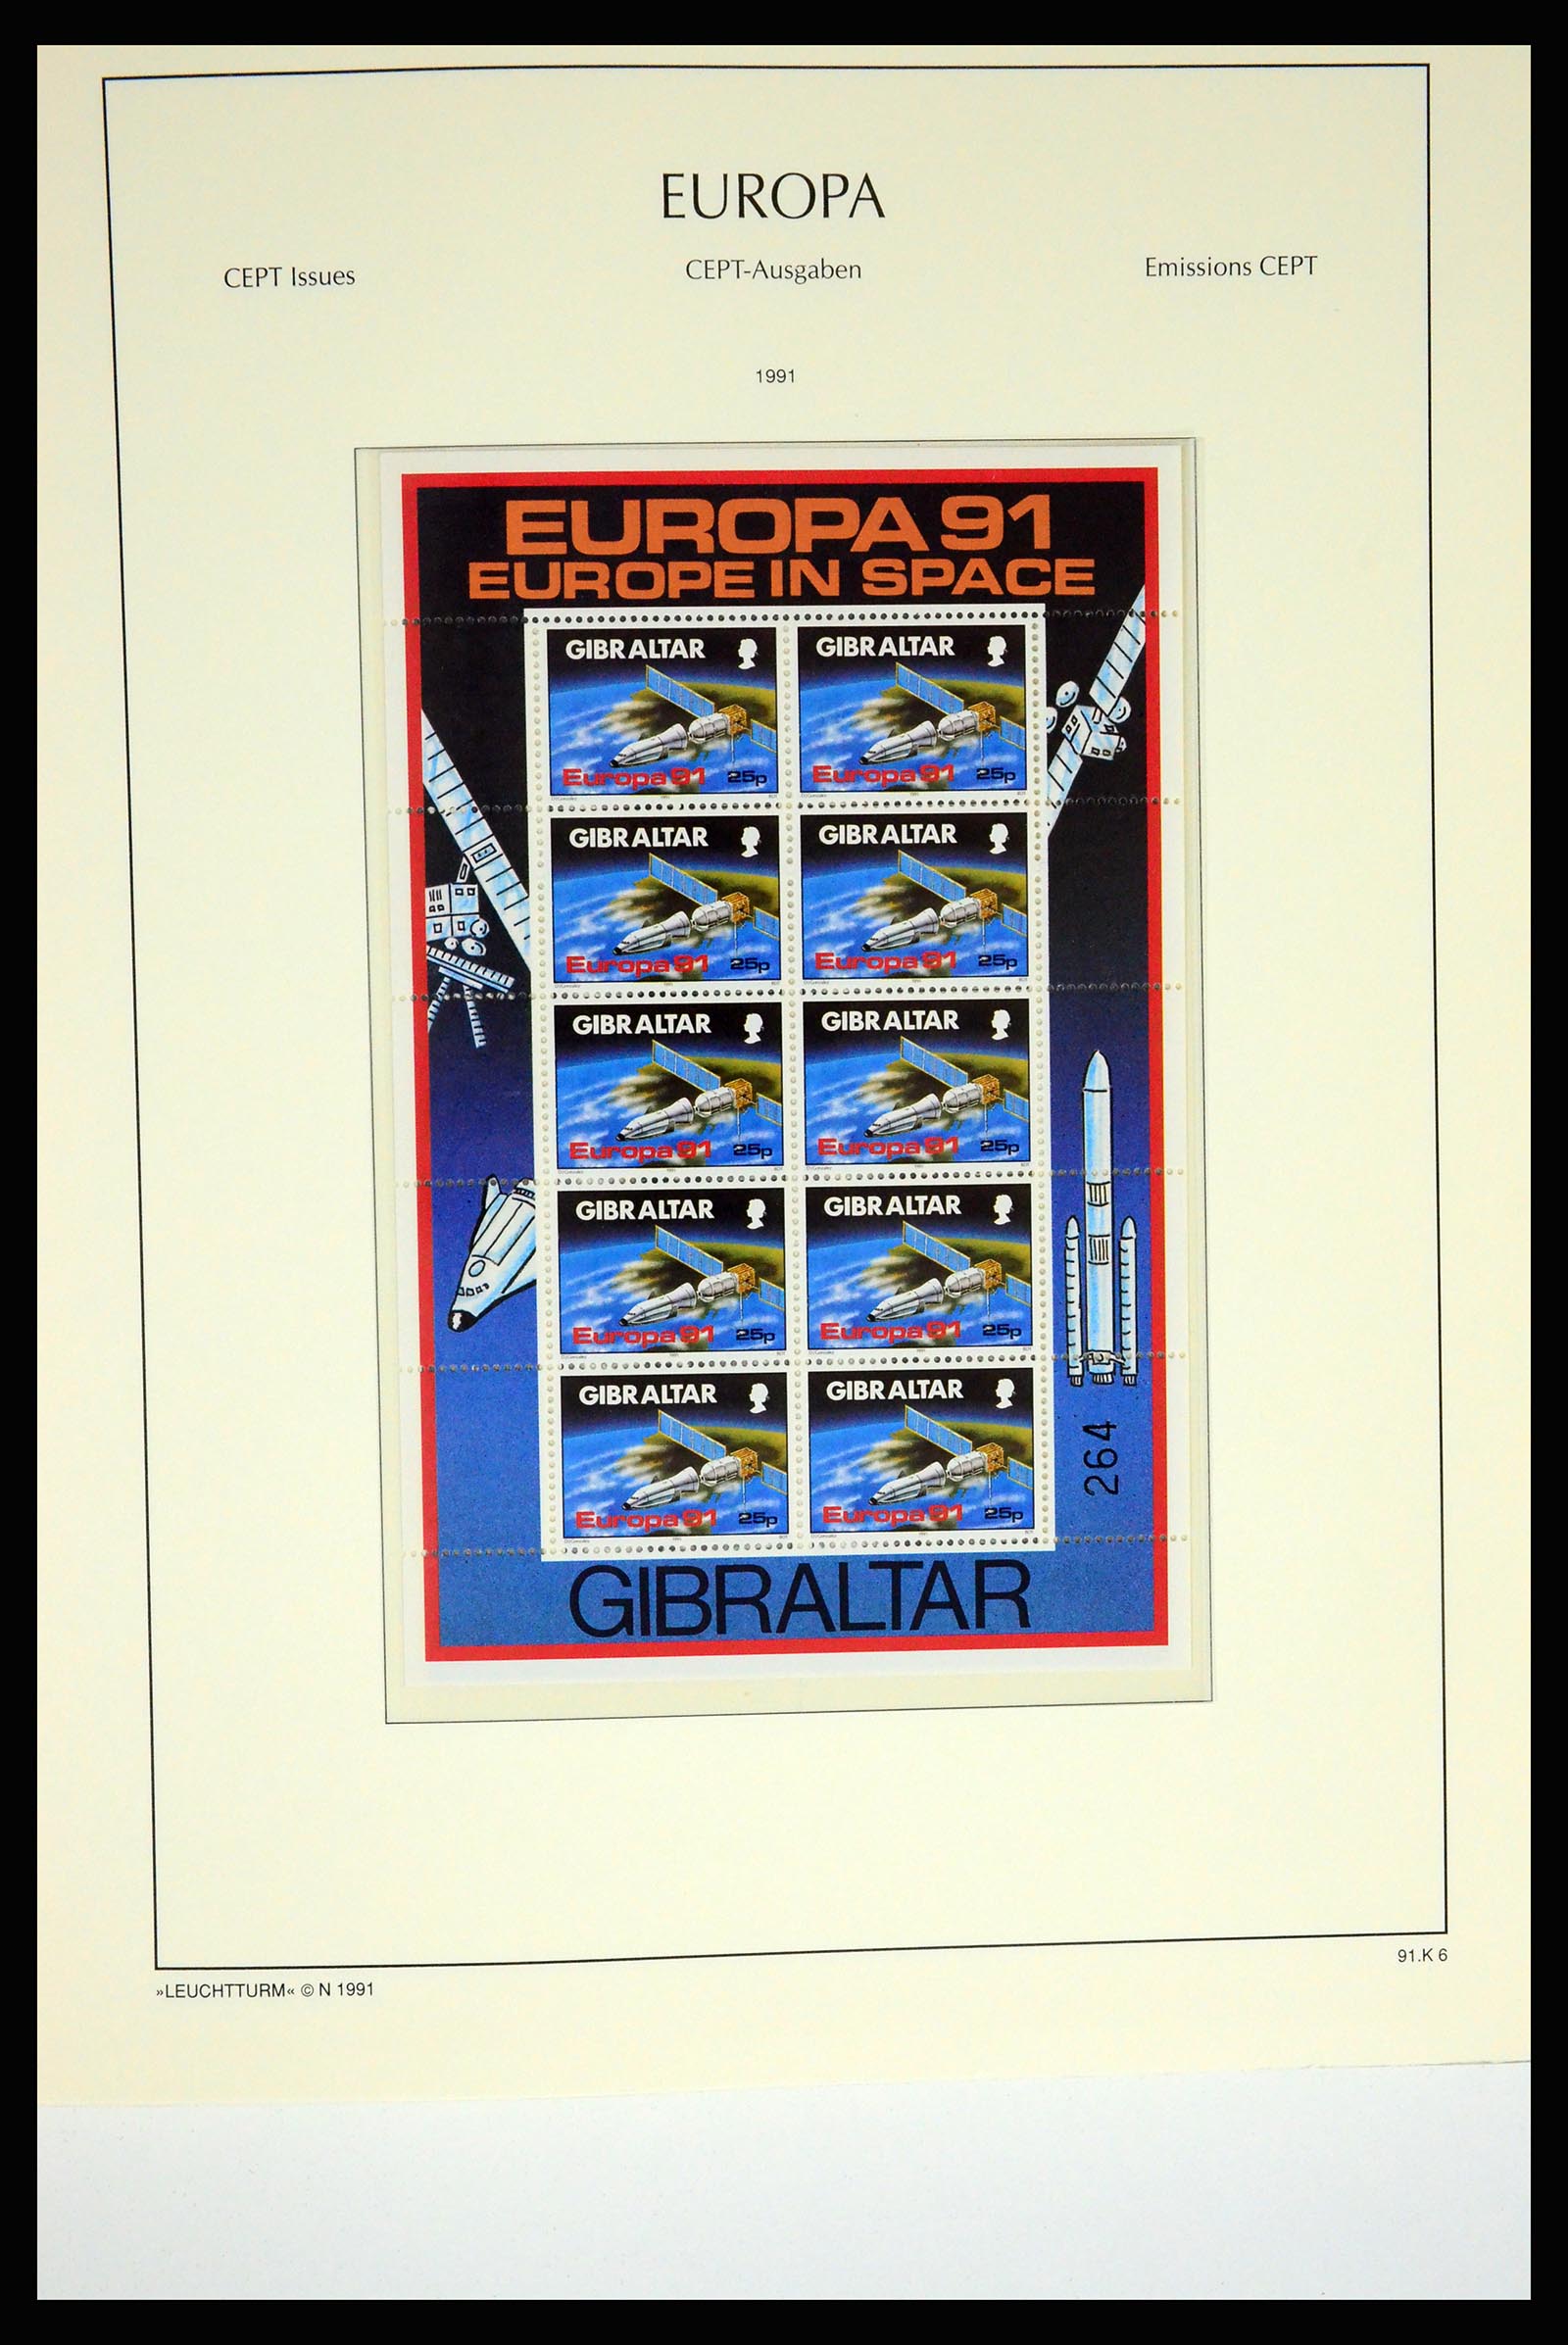 EUROPA
CEPT Issues
CEPT-Ausgaben
Emissions CEPT
1991
EUROPA 91
EUROPE IN SPACE
GIBRALTAR
Europa 91 25p
GIBRALTAR
Europa 91 25p
GIBRALTAR
Europa 91 25p
GIBRALTAR
Europa 91 25p
GIBRALTAR
Europa 91 25p
GIBRALTAR
Europa 91 25p
GIBRALTAR
Europa 91 25p
GIBRALTAR
Europa 91 25p
GIBRALTAR
Europa 91 25p
GIBRALTAR
Europa 91 25p
264
GIBRALTAR
91.K 6
»LEUCHTTURM« © N 1991